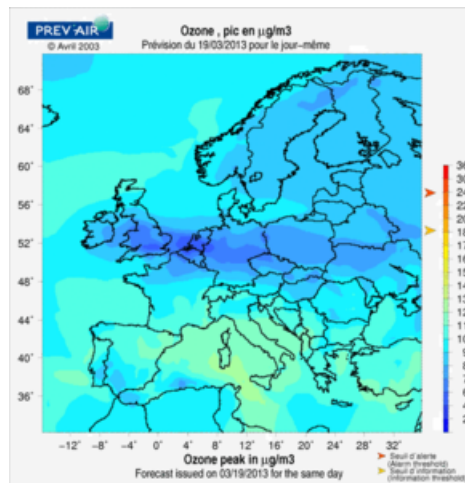 PREV'AIR
© Avril 2003
Ozone , pic en µg/m3
Prévision du 19/03/2013 pour le jour-même
68°
64°
60°
56°
52°
48°
44°
40°
36°
−12° −8° −4° 0° 4° 8° 12° 16° 20° 24° 28° 32°
Ozone peak in µg/m3
Forecast issued on 03/19/2013 for the same day
Seuil d'alerte
(Alarm threshold)
Seuil d'information
(Information threshold)